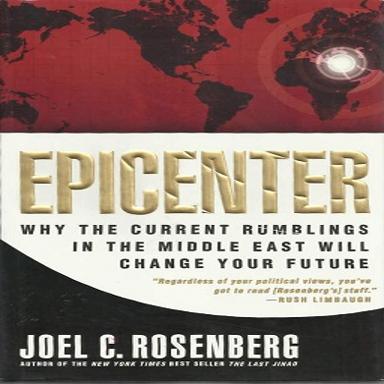 EPICENTER
WHY THE CURRENT RUMBLINGS
IN THE MIDDLE EAST WILL
CHANGE YOUR FUTURE
"Regardless of your political views, you've
got to read [Rosenberg's] stuff."
—RUSH LIMBAUGH
JOEL C. ROSENBERG
AUTHOR OF THE NEW YORK TIMES BEST SELLER THE LAST JIHAD